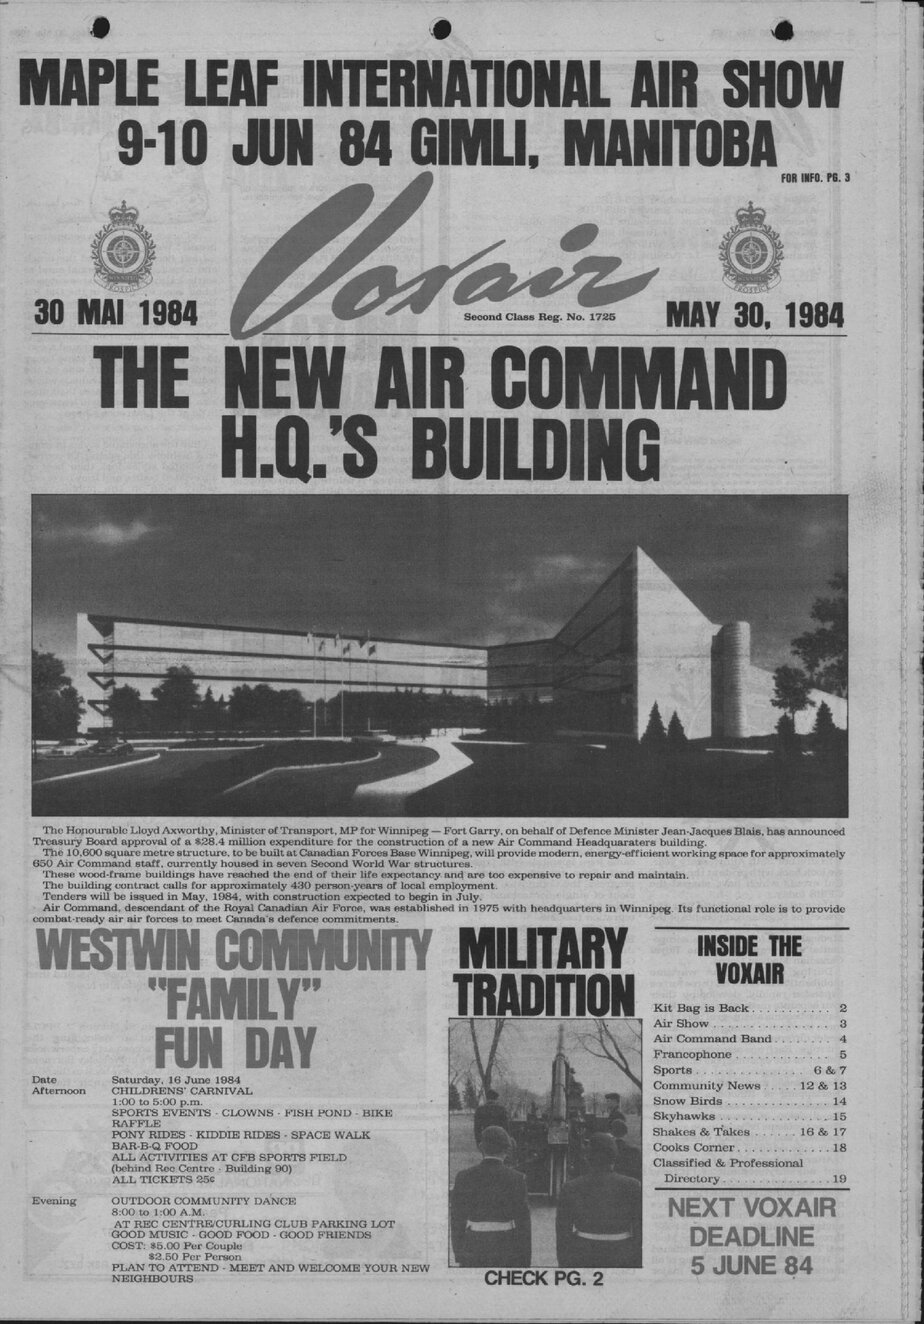 MAPLE LEAF INTERNATIONAL AIR SHOW
9-10 JUN 84 GIMLI, MANITOBA
FOR INFO. PG. 3
Voxair
30 MAI 1984
Second Class Reg. No. 1725
MAY 30, 1984
THE NEW AIR COMMAND
H.Q.'S BUILDING
The Honourable Lloyd Axworthy, Minister of Transport, MP for Winnipeg — Fort Garry, on behalf of Defence Minister Jean-Jacques Blais, has announced
Treasury Board approval of a $28.4 million expenditure for the construction of a new Air Command Headquaraters building.
The 10,600 square metre structure, to be built at Canadian Forces Base Winnipeg, will provide modern, energy-efficient working space for approximately
650 Air Command staff, currently housed in seven Second World War structures.
These wood-frame buildings have reached the end of their life expectancy and are too expensive to repair and maintain.
The building contract calls for approximately 430 person-years of local employment.
Tenders will be issued in May, 1984, with construction expected to begin in July.
Air Command, descendant of the Royal Canadian Air Force, was established in 1975 with headquarters in Winnipeg. Its functional role is to provide
combat-ready air air forces to meet Canada's defence commitments.
WESTWIN COMMUNITY
"FAMILY"
FUN DAY
Date Saturday, 16 June 1984
Afternoon CHILDRENS' CARNIVAL
1:00 to 5:00 p.m.
SPORTS EVENTS - CLOWNS - FISH POND - BIKE
RAFFLE
PONY RIDES - KIDDIE RIDES - SPACE WALK
BAR-B-Q FOOD
ALL ACTIVITIES AT CFB SPORTS FIELD
(behind Rec Centre - Building 90)
ALL TICKETS 25¢
Evening OUTDOOR COMMUNITY DANCE
8:00 to 1:00 A.M.
AT REC CENTRE/CURLING CLUB PARKING LOT
GOOD MUSIC - GOOD FOOD - GOOD FRIENDS
COST: $5.00 Per Couple
$2.50 Per Person
PLAN TO ATTEND - MEET AND WELCOME YOUR NEW
NEIGHBOURS
MILITARY
TRADITION
CHECK PG. 2
INSIDE THE
VOXAIR
Kit Bag is Back . . . . . . . . . . . 2
Air Show . . . . . . . . . . . . . . . . 3
Air Command Band . . . . . . . . 4
Francophone . . . . . . . . . . . . . 5
Sports . . . . . . . . . . . . . . . . 6 & 7
Community News . . . . . 12 & 13
Snow Birds . . . . . . . . . . . . . . 14
Skyhawks . . . . . . . . . . . . . . . 15
Shakes & Takes . . . . . . 16 & 17
Cooks Corner . . . . . . . . . . . . . 18
Classified & Professional
Directory . . . . . . . . . . . . . . . 19
NEXT VOXAIR
DEADLINE
5 JUNE 84